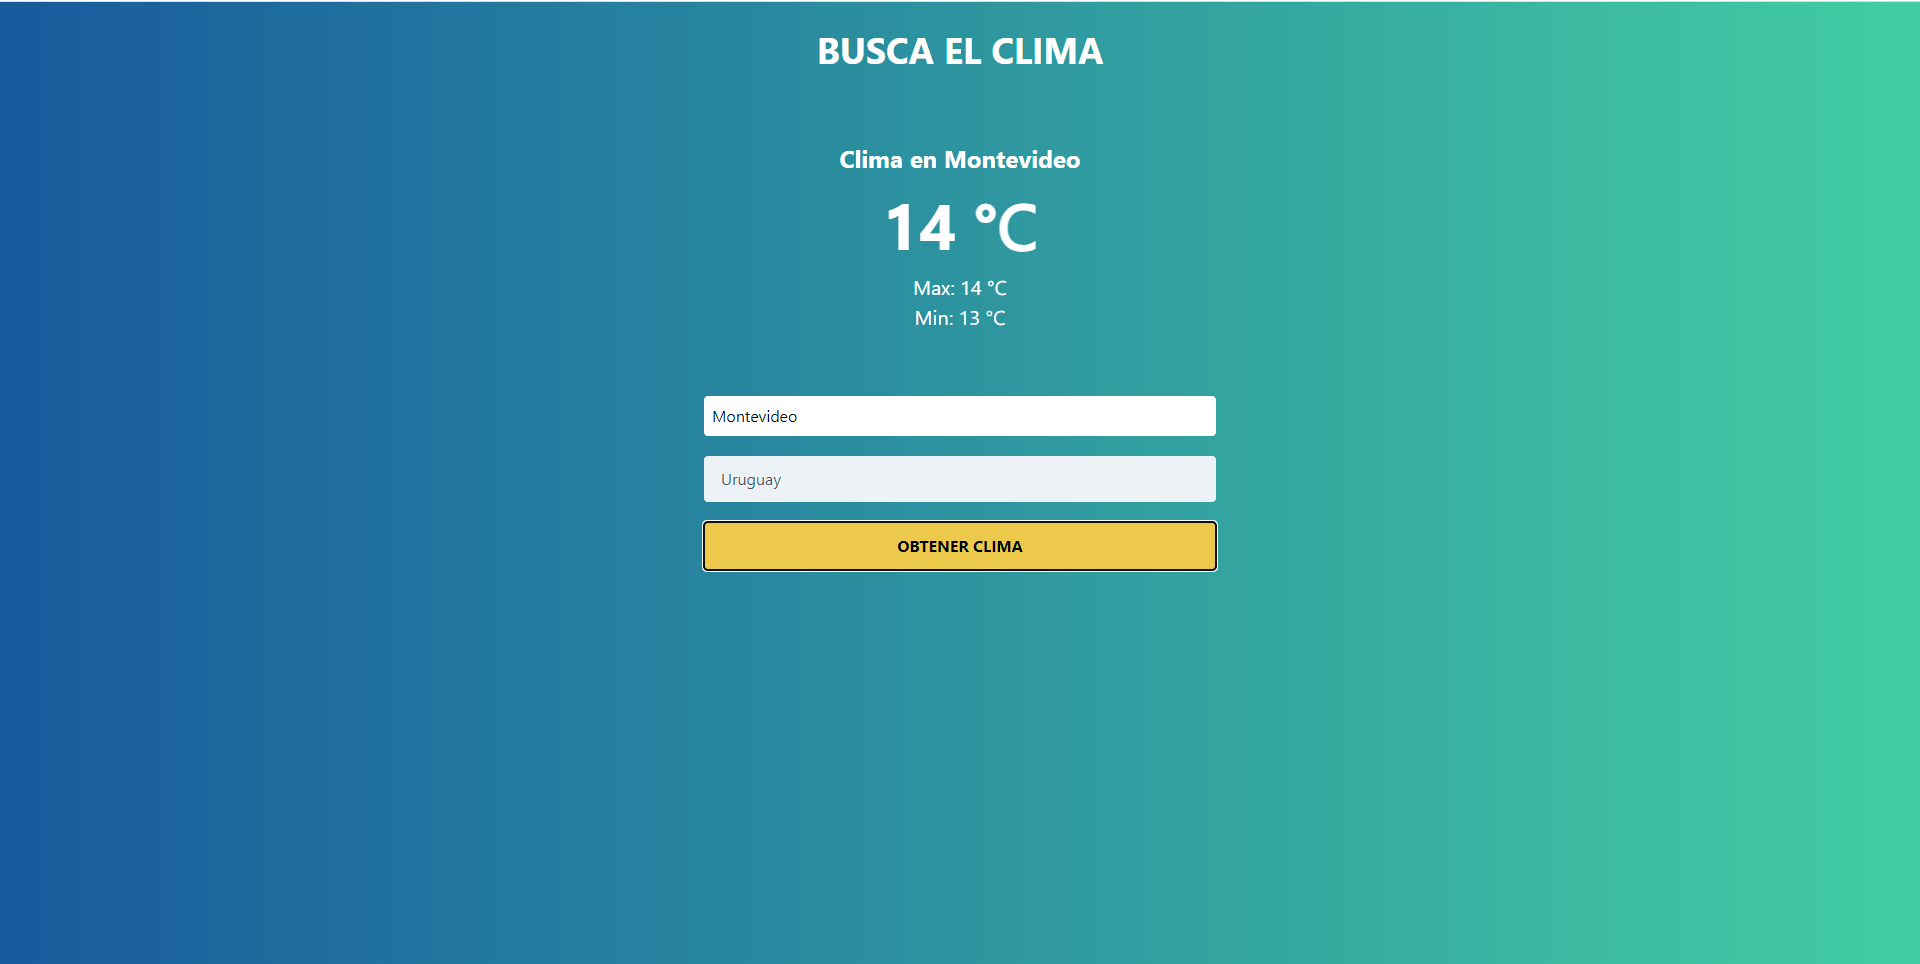 BUSCA EL CLIMA
Clima en Montevideo
14 °C
Max: 14 °C
Min: 13 °C
Montevideo
Uruguay
OBTENER CLIMA